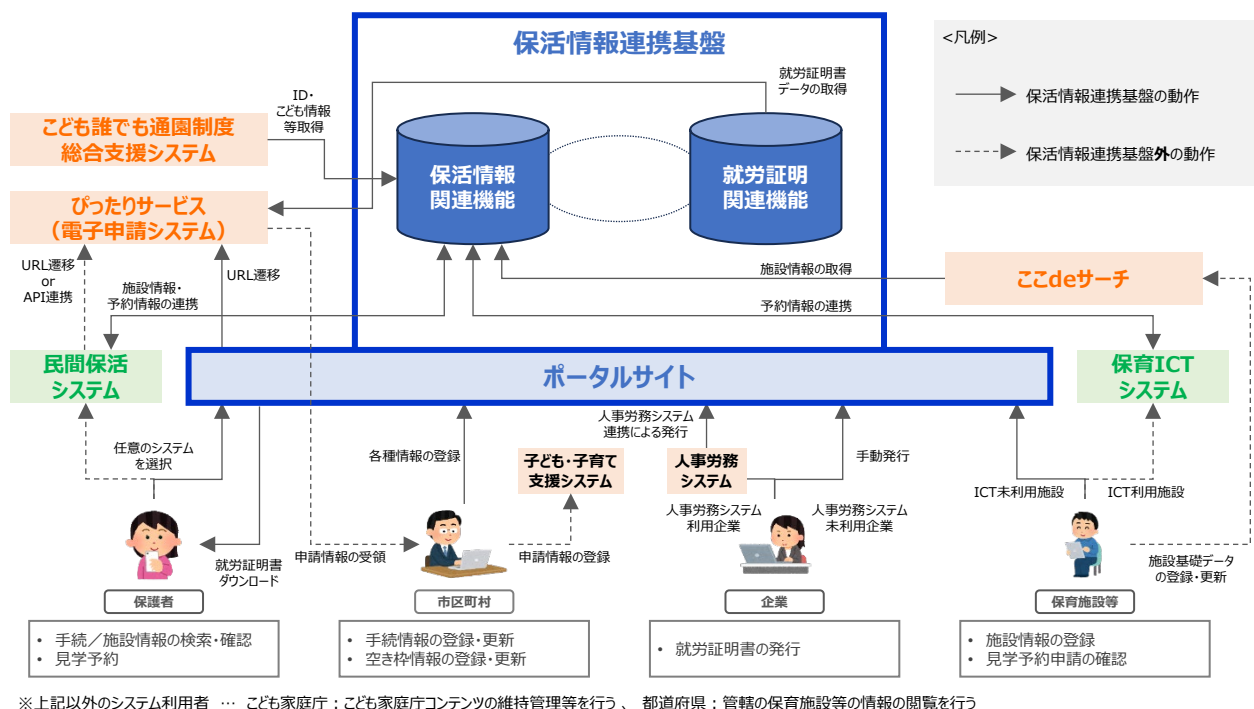 保活情報連携基盤
<凡例>
保活情報連携基盤の動作
保活情報連携基盤外の動作
ID・
こども情報
等取得
就労証明書
データの取得
こども誰でも通園制度
総合支援システム
保活情報
関連機能
就労証明
関連機能
ぴったりサービス
（電子申請システム）
URL遷移
or
API連携
施設情報・
予約情報の連携
URL遷移
施設情報の取得
ここdeサーチ
予約情報の連携
民間保活
システム
ポータルサイト
保育ICT
システム
任意のシステム
を選択
各種情報の登録
子ども・子育て
支援システム
人事労務システム
連携による発行
人事労務
システム
手動発行
人事労務システム
利用企業
人事労務システム
未利用企業
ICT未利用施設
ICT利用施設
就労証明書
ダウンロード
申請情報の受領
申請情報の登録
施設基礎データ
の登録・更新
保護者
市区町村
企業
保育施設等
• 手続／施設情報の検索・確認
• 見学予約
• 手続情報の登録・更新
• 空き枠情報の登録・更新
• 就労証明書の発行
• 施設情報の登録
• 見学予約申請の確認
※上記以外のシステム利用者 … こども家庭庁：こども家庭庁コンテンツの維持管理等を行う 、 都道府県：管轄の保育施設等の情報の閲覧を行う